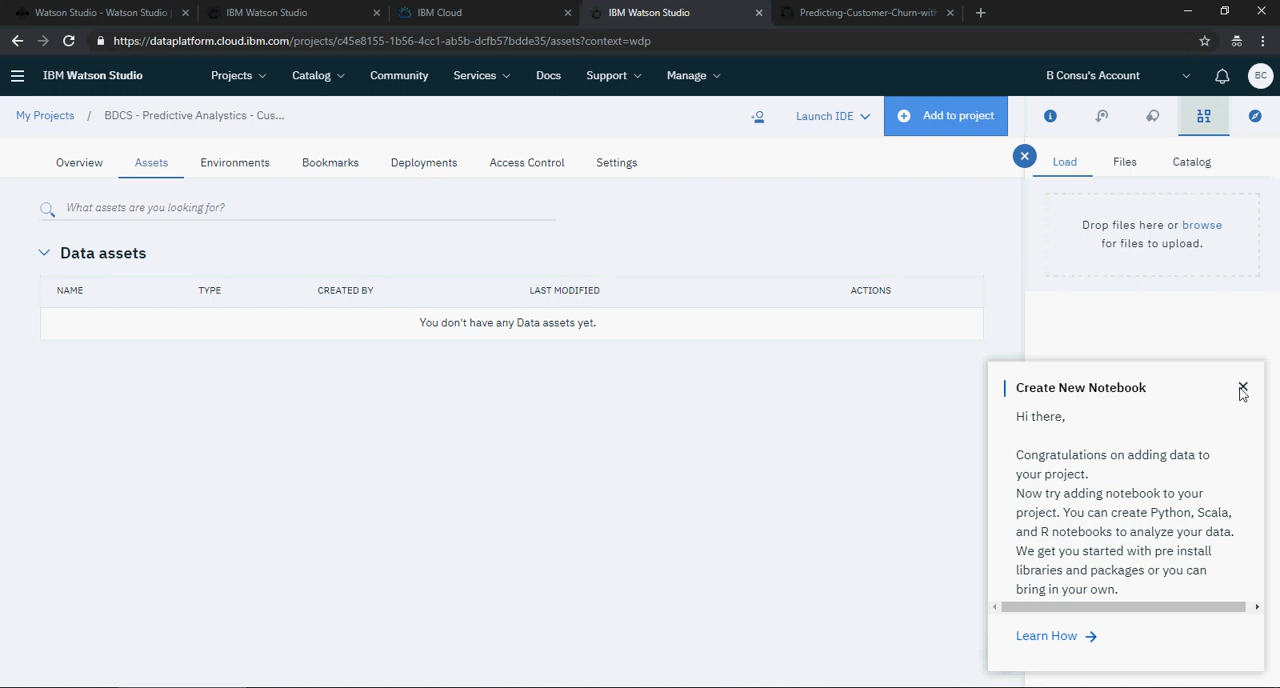 Watson Studio - Watson Studio
IBM Watson Studio
IBM Cloud
IBM Watson Studio
Predicting-Customer-Churn-with
https://dataplatform.cloud.ibm.com/projects/c45e8155-1b56-4cc1-ab5b-dcfb57bdde35/assets?context=wdp
IBM Watson Studio
Projects
Catalog
Community
Services
Docs
Support
Manage
B Consu's Account
BC
My Projects / BDCS - Predictive Analytics - Cus...
Launch IDE
Add to project
Overview
Assets
Environments
Bookmarks
Deployments
Access Control
Settings
Load
Files
Catalog
What assets are you looking for?
Drop files here or browse
for files to upload.
Data assets
NAME
TYPE
CREATED BY
LAST MODIFIED
ACTIONS
You don't have any Data assets yet.
Create New Notebook
Hi there,
Congratulations on adding data to
your project.
Now try adding notebook to your
project. You can create Python, Scala,
and R notebooks to analyze your data.
We get you started with pre install
libraries and packages or you can
bring in your own.
Learn How